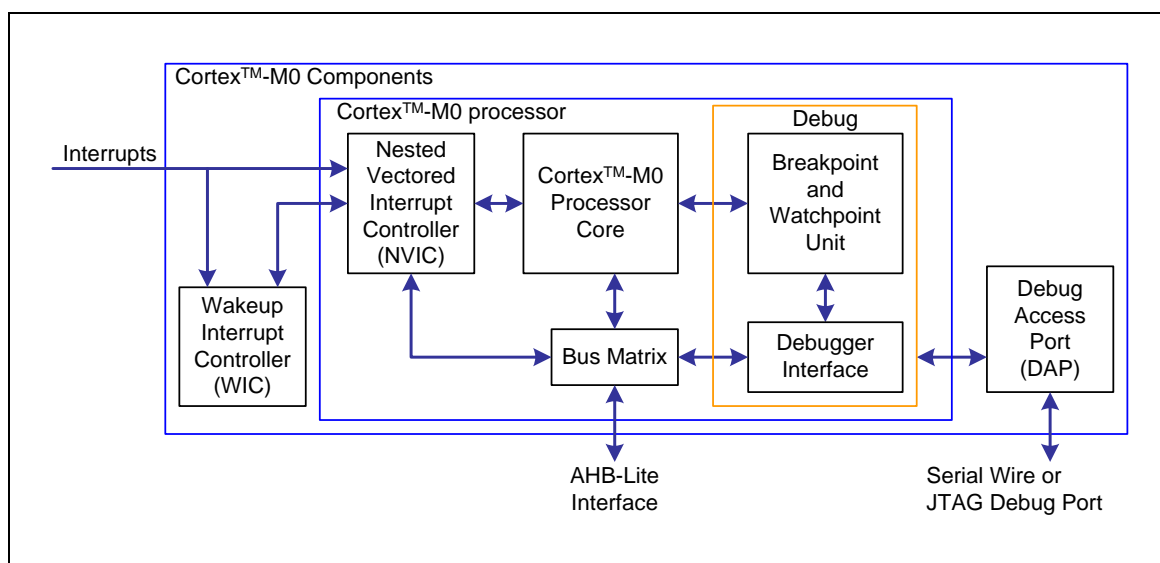 Cortex™-M0 Components
Cortex™-M0 processor
Debug
Interrupts
Nested
Vectored
Interrupt
Controller
(NVIC)
Cortex™-M0
Processor
Core
Breakpoint
and
Watchpoint
Unit
Wakeup
Interrupt
Controller
(WIC)
Bus Matrix
Debugger
Interface
Debug
Access
Port
(DAP)
AHB-Lite
Interface
Serial Wire or
JTAG Debug Port